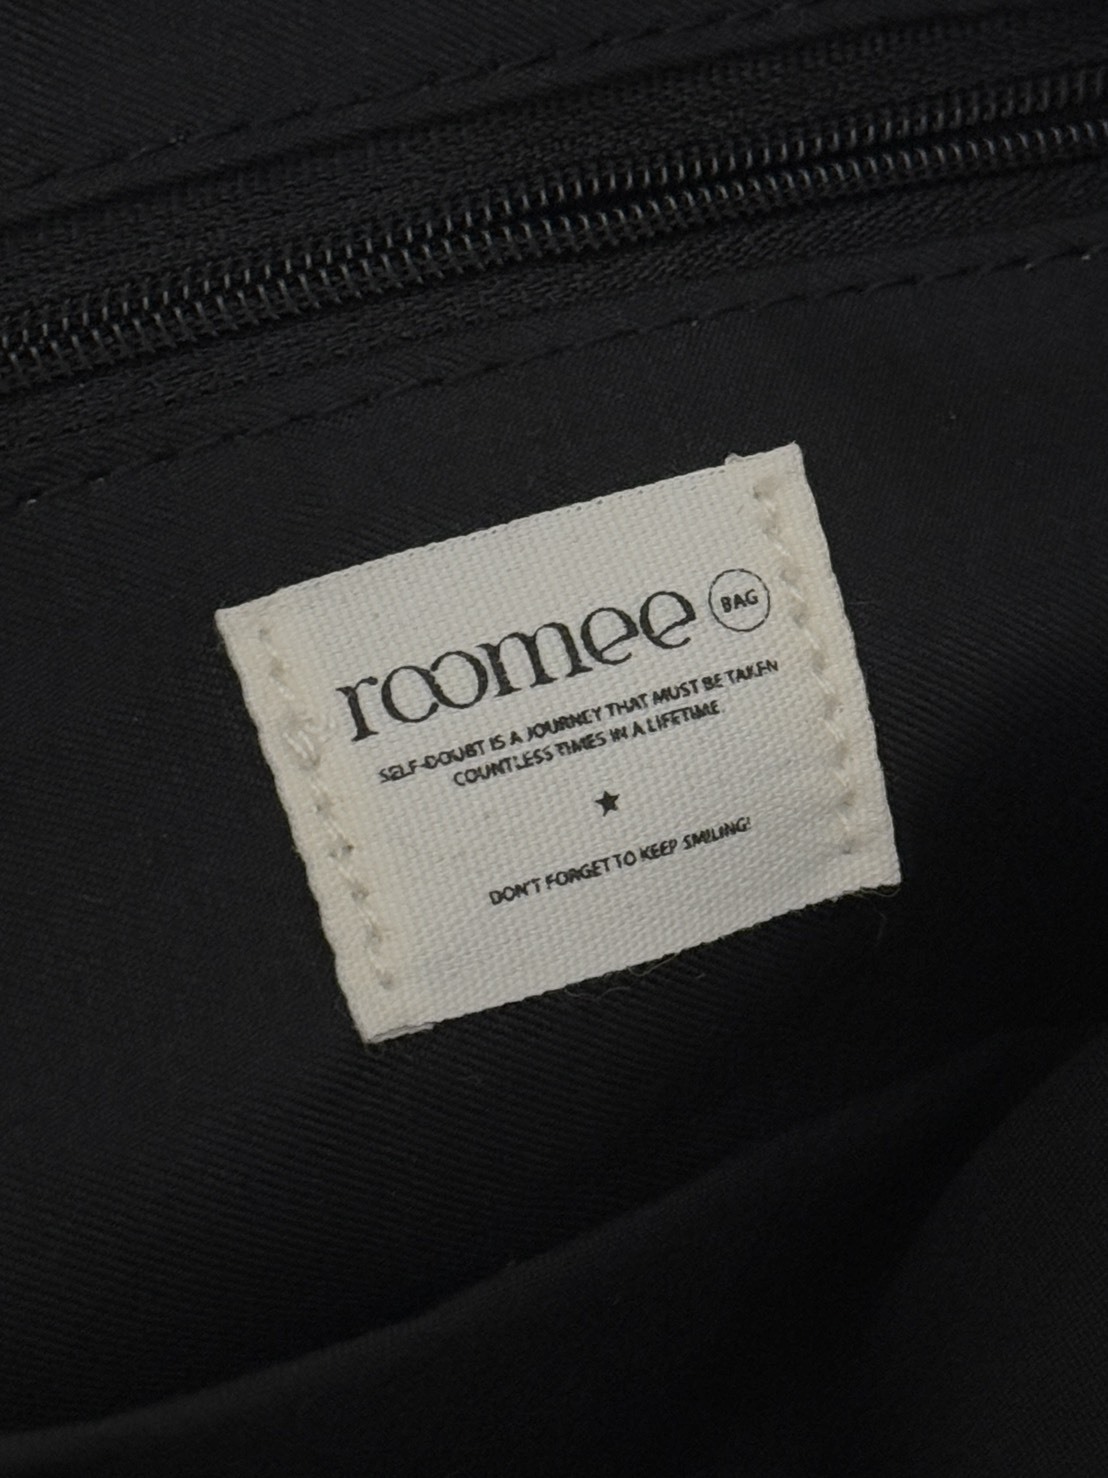 roomee BAG
SELF-DOUBT IS A JOURNEY THAT MUST BE TAKEN
COUNTLESS TIMES IN A LIFETIME
DON'T FORGET TO KEEP SMILING!